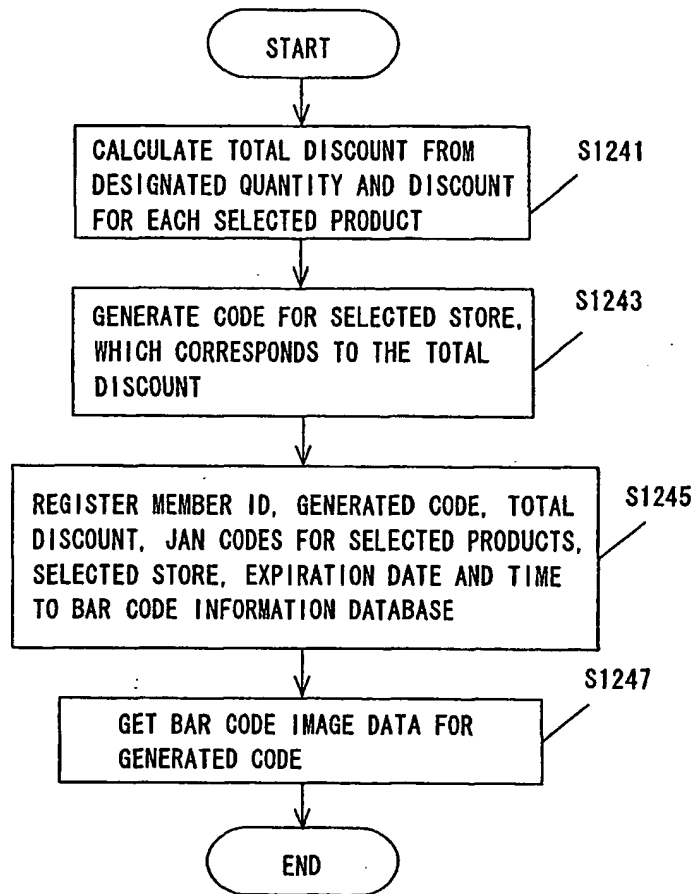 START
CALCULATE TOTAL DISCOUNT FROM
DESIGNATED QUANTITY AND DISCOUNT
FOR EACH SELECTED PRODUCT
S1241
GENERATE CODE FOR SELECTED STORE,
WHICH CORRESPONDS TO THE TOTAL
DISCOUNT
S1243
REGISTER MEMBER ID, GENERATED CODE, TOTAL
DISCOUNT, JAN CODES FOR SELECTED PRODUCTS,
SELECTED STORE, EXPIRATION DATE AND TIME
TO BAR CODE INFORMATION DATABASE
S1245
GET BAR CODE IMAGE DATA FOR
GENERATED CODE
S1247
END